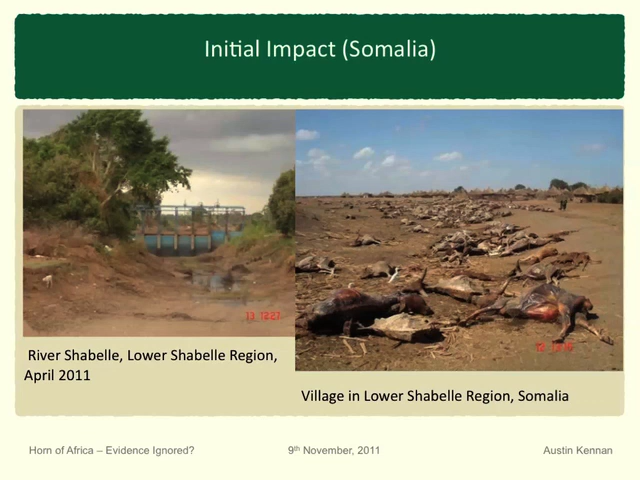 Initial Impact (Somalia)
River Shabelle, Lower Shabelle Region,
April 2011
Village in Lower Shabelle Region, Somalia
Horn of Africa – Evidence Ignored?
9th November, 2011
Austin Kennan